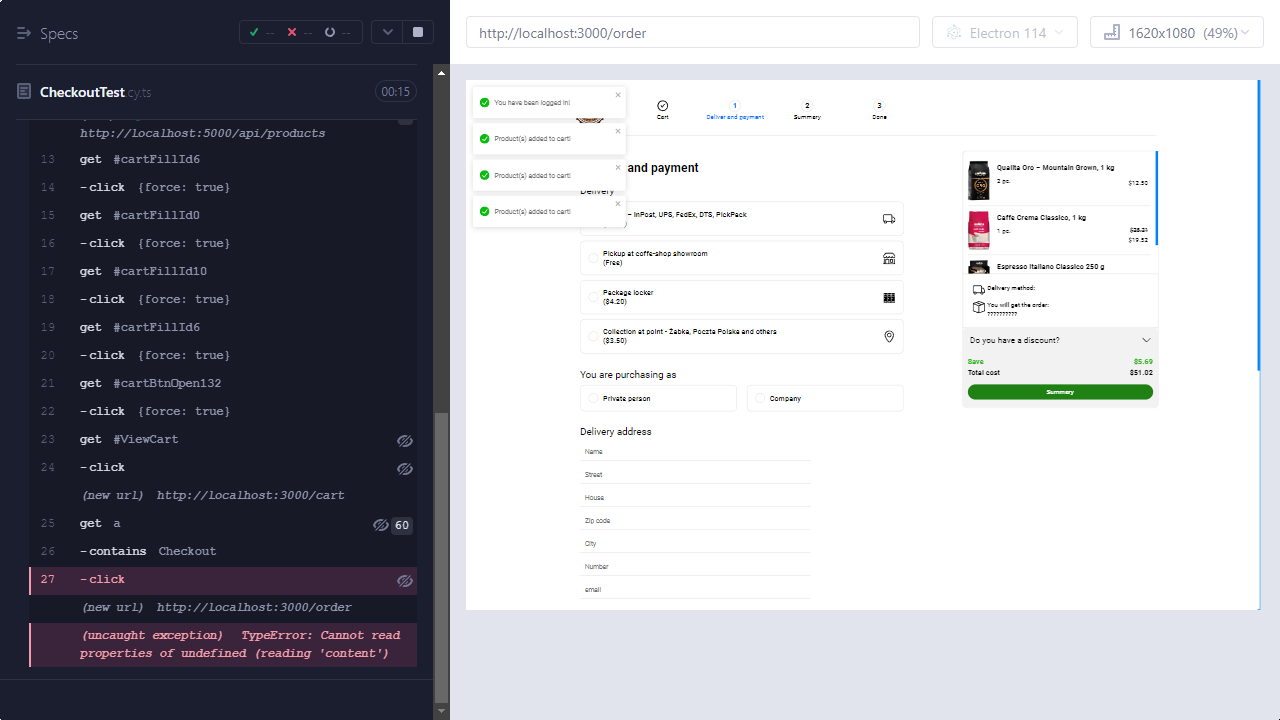 Specs
--
--
--
CheckoutTest.cy.ts
00:15
http://localhost:5000/api/products
13 get #cartFillId6
14 -click {force: true}
15 get #cartFillId0
16 -click {force: true}
17 get #cartFillId10
18 -click {force: true}
19 get #cartFillId6
20 -click {force: true}
21 get #cartBtnOpen132
22 -click {force: true}
23 get #ViewCart
24 -click
(new url) http://localhost:3000/cart
25 get a 60
26 -contains Checkout
27 -click
(new url) http://localhost:3000/order
(uncaught exception) TypeError: Cannot read
properties of undefined (reading 'content')
http://localhost:3000/order
Electron 114
1620x1080 (49%)
You have been logged in!
Product(s) added to cart!
Product(s) added to cart!
Product(s) added to cart!
Cart
1
Deliver and payment
2
Summary
3
Done
and payment
Delivery
– InPost, UPS, FedEx, DTS, PickPack
Pickup at coffe-shop showroom
(Free)
Package locker
($4.20)
Collection at point - Żabka, Poczta Polska and others
($3.50)
You are purchasing as
Private person
Company
Delivery address
Name
Street
House
Zip code
City
Number
email
Qualita Oro – Mountain Grown, 1 kg
2 pc.
$12.50
Caffe Crema Classico, 1 kg
1 pc.
$19.52
Espresso Italiano Classico 250 g
Delivery method:
You will get the order:
??????????
Do you have a discount?
Save $5.69
Total cost $51.02
Summary